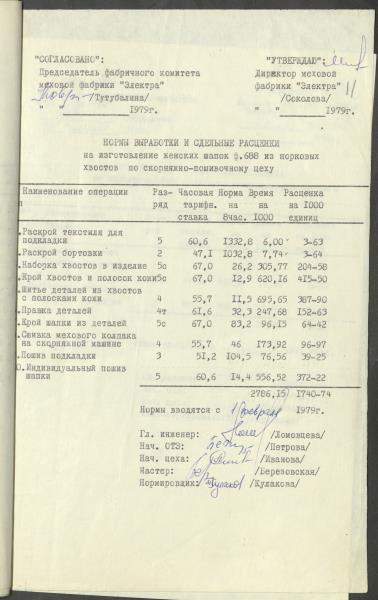 "СОГЛАСОВАНО": "УТВЕРЖДАЮ":
Председатель фабричного комитета Директор меховой
меховой фабрики "Электра" фабрики "Электра"
/Тутубалина/ /Соколова/
" " 1979г. " " 1979г.
НОРМЫ ВЫРАБОТКИ И СДЕЛЬНЫЕ РАСЦЕНКИ
на изготовление женских шапок ф.688 из норковых
хвостов по скорняжно-пошивочному цеху
Наименование операции Раз- Часовая Норма Время Расценка
п ряд тарифн. на на на 1000
ставка 8час. 1000 единиц
.Раскрой текстиля для
подкладки 5 60,6 1332,8 6,00 3-63
.Раскрой бортовки 2 47,1 1032,8 7,74 3-64
.Наборка хвостов в изделие 5с 67,0 26,2 305,77 204-58
.Крой хвостов и полосок кожи 5с 67,0 12,9 620,16 415-50
.Шитье деталей из хвостов
с полосками кожи 4 55,7 11,5 695,65 387-90
.Правка деталей 4т 61,6 32,3 247,68 152-63
.Крой шапки из деталей 5с 67,0 83,2 96,15 64-42
.Сшивка мехового колпака
на скорняжной машине 4 55,7 46 173,92 96-97
.Пошив подкладки 3 51,2 104,5 76,56 39-25
0.Индивидуальный пошив
шапки 5 60,6 14,4 556,52 372-22
2786,15 1740-74
Нормы вводятся с 1 февраля 1979г.
Гл. инженер: /Ломовцева/
Нач. ОТЗ: /Петрова/
Нач. цеха: /Иванова/
Мастер: /Березовская/
Нормировщик: /Кулакова/